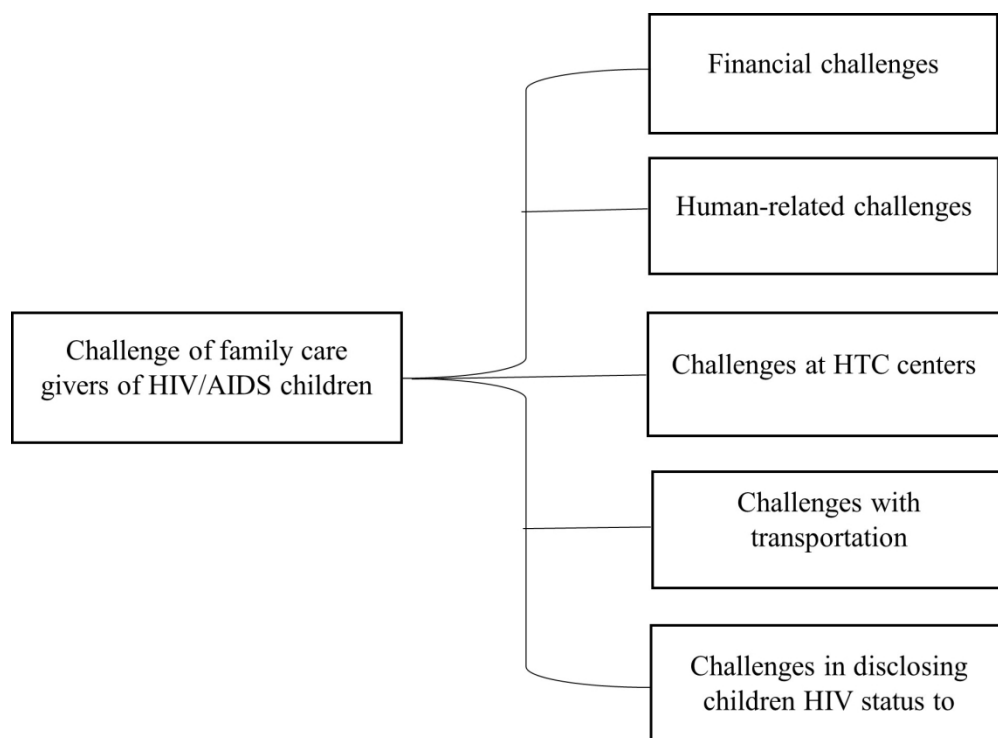 Financial challenges
Human-related challenges
Challenge of family care
givers of HIV/AIDS children
Challenges at HTC centers
Challenges with
transportation
Challenges in disclosing
children HIV status to